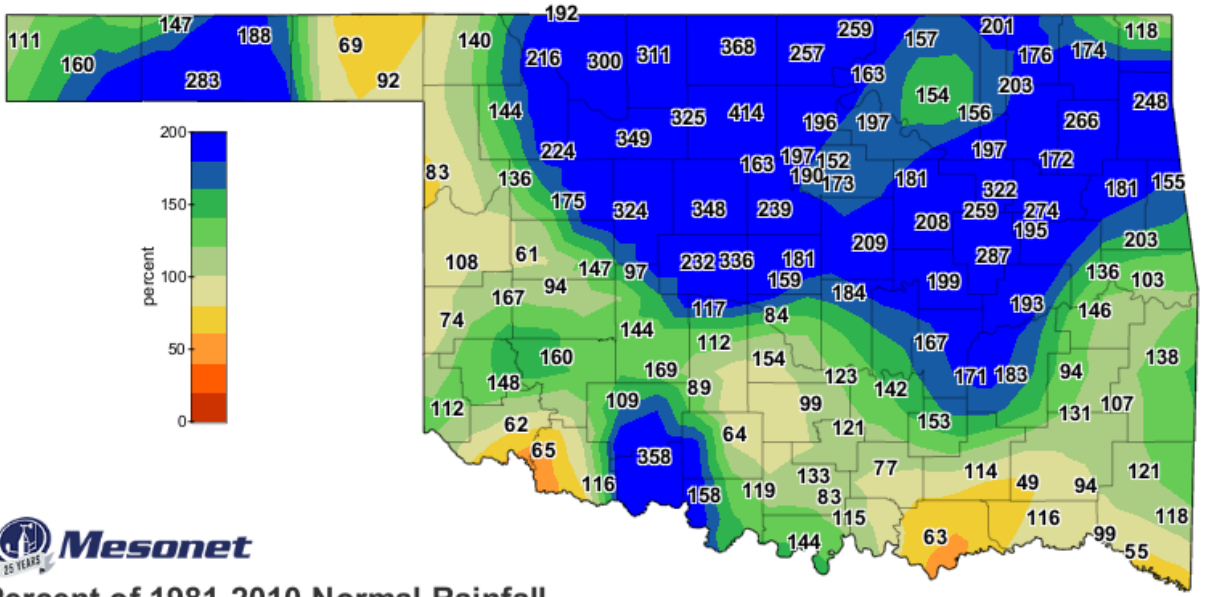 192
147 259 201
111 188 69 140 157 118
160 283 92 216 300 311 368 257 163 176 174
203
154 248
144 325 414 196 197 156 266
349
224 163 197 152 197 172
83 136 190 173 181 322 181 155
175 324 348 239 208 259 274
195
209 203
108 61 147 97 232 336 181 287
159 199 136 103
167 94 184 193 146
74 117 84
144 112 167
160 154 138
148 169 89 123 142 171 183 94
112 109 99 131 107
62 64 121 153
65 358 77 114 121
116 158 119 133 83 49 94
115 116 118
144 63 99 55
200
150
100
50
0
percent
Mesonet
25 YEARS
Percent of 1981-2010 Normal Rainfall